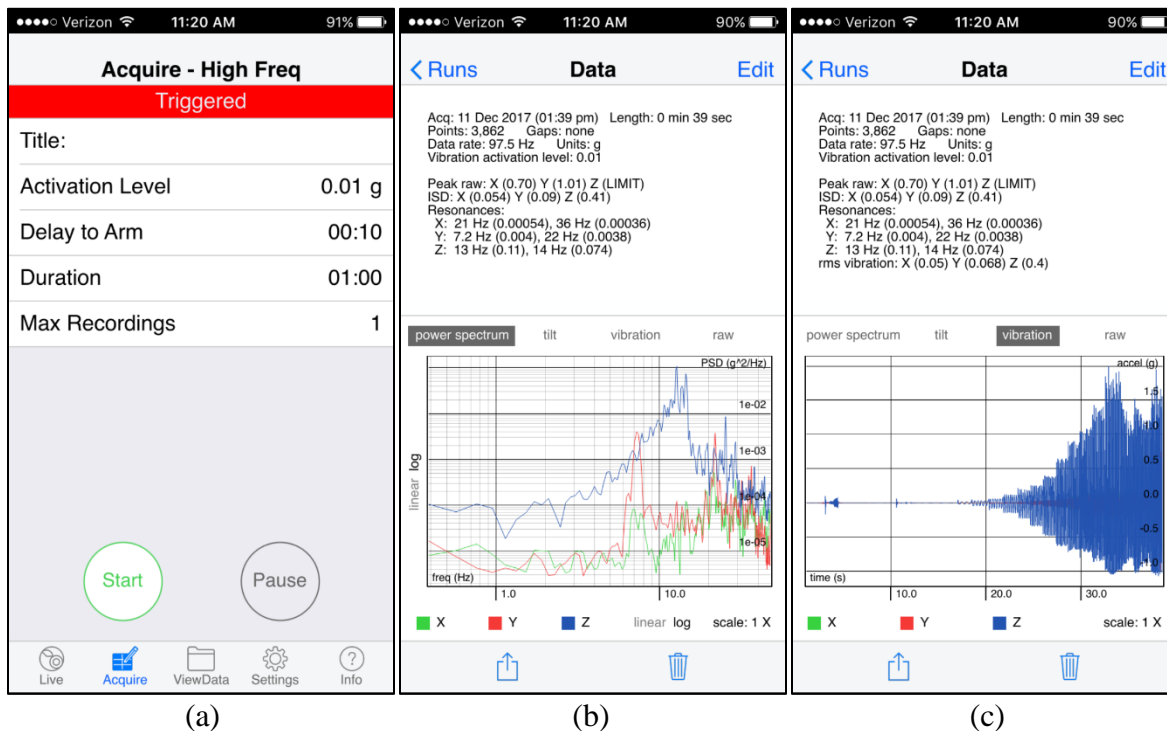 Verizon 11:20 AM 91%
Acquire - High Freq
Triggered
Title:
Activation Level 0.01 g
Delay to Arm 00:10
Duration 01:00
Max Recordings 1
Start Pause
Live Acquire ViewData Settings Info
(a)
Verizon 11:20 AM 90%
Runs Data Edit
Acq: 11 Dec 2017 (01:39 pm) Length: 0 min 39 sec
Points: 3,862 Gaps: none
Data rate: 97.5 Hz Units: g
Vibration activation level: 0.01
Peak raw: X (0.70) Y (1.01) Z (LIMIT)
ISD: X (0.054) Y (0.09) Z (0.41)
Resonances:
X: 21 Hz (0.00054), 36 Hz (0.00036)
Y: 7.2 Hz (0.004), 22 Hz (0.0038)
Z: 13 Hz (0.11), 14 Hz (0.074)
power spectrum tilt vibration raw
PSD (g^2/Hz)
1e-02
1e-03
1e-04
1e-05
linear log
freq (Hz)
1.0 10.0
X Y Z linear log scale: 1 X
(b)
Verizon 11:20 AM 90%
Runs Data Edit
Acq: 11 Dec 2017 (01:39 pm) Length: 0 min 39 sec
Points: 3,862 Gaps: none
Data rate: 97.5 Hz Units: g
Vibration activation level: 0.01
Peak raw: X (0.70) Y (1.01) Z (LIMIT)
ISD: X (0.054) Y (0.09) Z (0.41)
Resonances:
X: 21 Hz (0.00054), 36 Hz (0.00036)
Y: 7.2 Hz (0.004), 22 Hz (0.0038)
Z: 13 Hz (0.11), 14 Hz (0.074)
rms vibration: X (0.05) Y (0.068) Z (0.4)
power spectrum tilt vibration raw
accel (g)
1.5
1.0
0.5
0.0
-0.5
-1.0
time (s)
10.0 20.0 30.0
X Y Z scale: 1 X
(c)